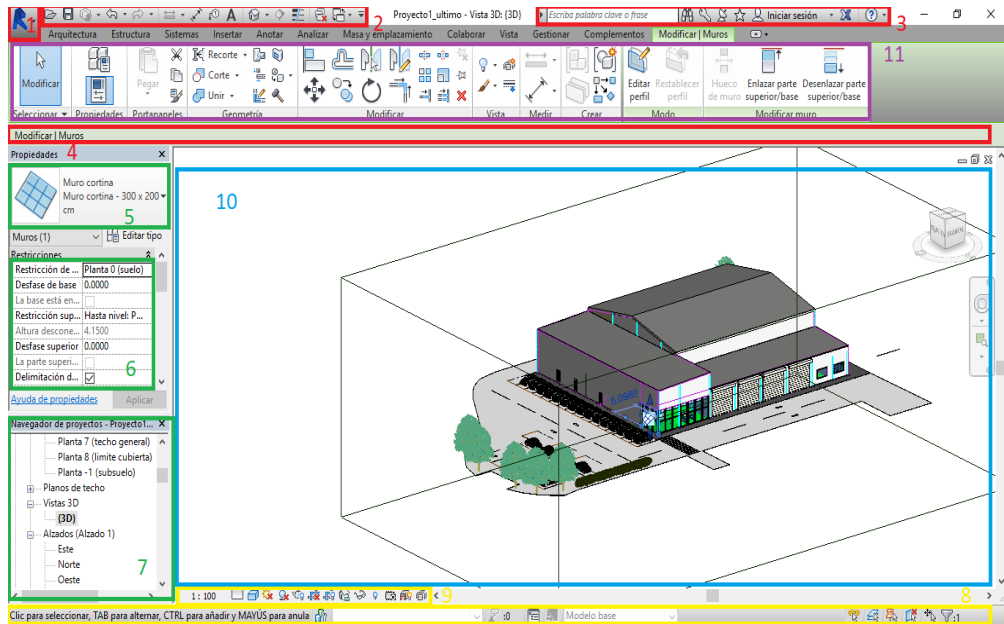 1
2
Proyecto1_ultimo - Vista 3D: {3D}
Escriba palabra clave o frase
Iniciar sesión
3
Arquitectura Estructura Sistemas Insertar Anotar Analizar Masa y emplazamiento Colaborar Vista Gestionar Complementos Modificar | Muros
11
Modificar
Pegar
Recorte
Corte
Unir
Editar perfil
Restablecer perfil
Hueco de muro
Enlazar parte superior/base
Desenlazar parte superior/base
Seleccionar Propiedades Portapapeles Geometría Modificar Vista Medir Crear Modo Modificar muro
Modificar | Muros
4
Propiedades X
Muro cortina
Muro cortina - 300 x 200 cm
5
Muros (1) Editar tipo
Restricciones
Restricción de ... Planta 0 (suelo)
Desfase de base 0.0000
La base está en...
Restricción sup... Hasta nivel: P...
Altura descone... 4.1500
Desfase superior 0.0000
La parte superi...
Delimitación d...
6
Ayuda de propiedades Aplicar
Navegador de proyectos - Proyecto1... X
Planta 7 (techo general)
Planta 8 (limite cubierta)
Planta -1 (subsuelo)
Planos de techo
Vistas 3D
{3D}
Alzados (Alzado 1)
Este
Norte
Oeste
7
10
5.0989
FRONTAL
1 : 100
9
8
Clic para seleccionar, TAB para alternar, CTRL para añadir y MAYÚS para anula
:0
Modelo base
:1